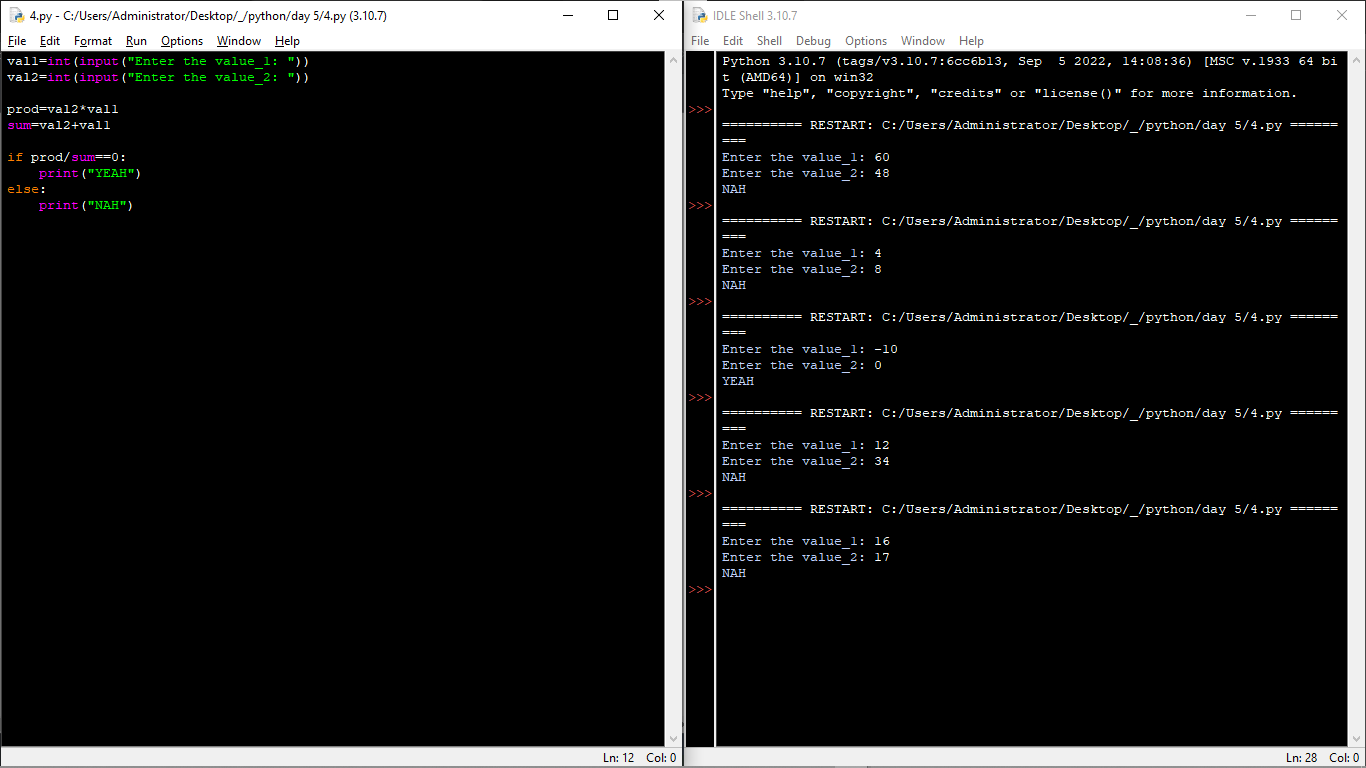 4.py - C:/Users/Administrator/Desktop/_/python/day 5/4.py (3.10.7)
File Edit Format Run Options Window Help
val1=int(input("Enter the value_1: "))
val2=int(input("Enter the value_2: "))
prod=val2*val1
sum=val2+val1
if prod/sum==0:
    print("YEAH")
else:
    print("NAH")
Ln: 12 Col: 0
IDLE Shell 3.10.7
File Edit Shell Debug Options Window Help
Python 3.10.7 (tags/v3.10.7:6cc6b13, Sep  5 2022, 14:08:36) [MSC v.1933 64 bi
t (AMD64)] on win32
Type "help", "copyright", "credits" or "license()" for more information.
>>>
========== RESTART: C:/Users/Administrator/Desktop/_/python/day 5/4.py ======
===
Enter the value_1: 60
Enter the value_2: 48
NAH
>>>
========== RESTART: C:/Users/Administrator/Desktop/_/python/day 5/4.py ======
===
Enter the value_1: 4
Enter the value_2: 8
NAH
>>>
========== RESTART: C:/Users/Administrator/Desktop/_/python/day 5/4.py ======
===
Enter the value_1: -10
Enter the value_2: 0
YEAH
>>>
========== RESTART: C:/Users/Administrator/Desktop/_/python/day 5/4.py ======
===
Enter the value_1: 12
Enter the value_2: 34
NAH
>>>
========== RESTART: C:/Users/Administrator/Desktop/_/python/day 5/4.py ======
===
Enter the value_1: 16
Enter the value_2: 17
NAH
>>>
Ln: 28 Col: 0